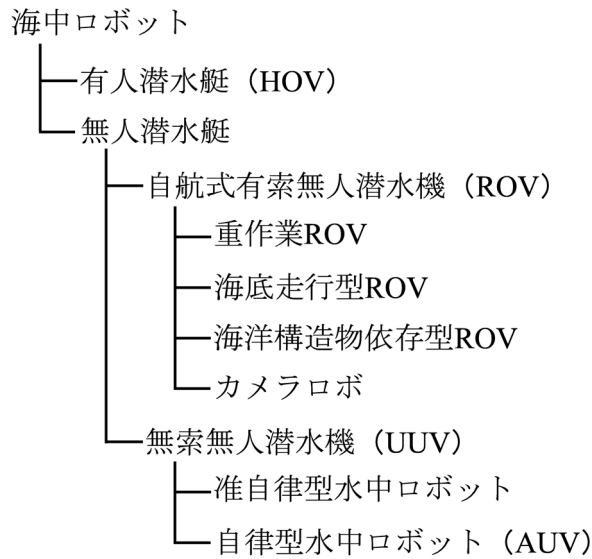 海中ロボット
有人潜水艇（HOV）
無人潜水艇
自航式有索無人潜水機（ROV）
重作業ROV
海底走行型ROV
海洋構造物依存型ROV
カメラロボ
無索無人潜水機（UUV）
准自律型水中ロボット
自律型水中ロボット（AUV）